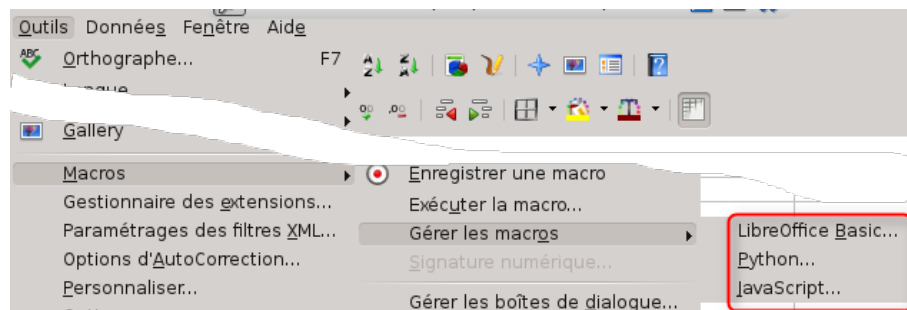 Outils Données Fenêtre Aide
Orthographe... F7
Gallery
Macros
Gestionnaire des extensions...
Paramétrages des filtres XML...
Options d'AutoCorrection...
Personnaliser...
Enregistrer une macro
Exécuter la macro...
Gérer les macros
Signature numérique...
Gérer les boîtes de dialogue...
LibreOffice Basic...
Python...
JavaScript...